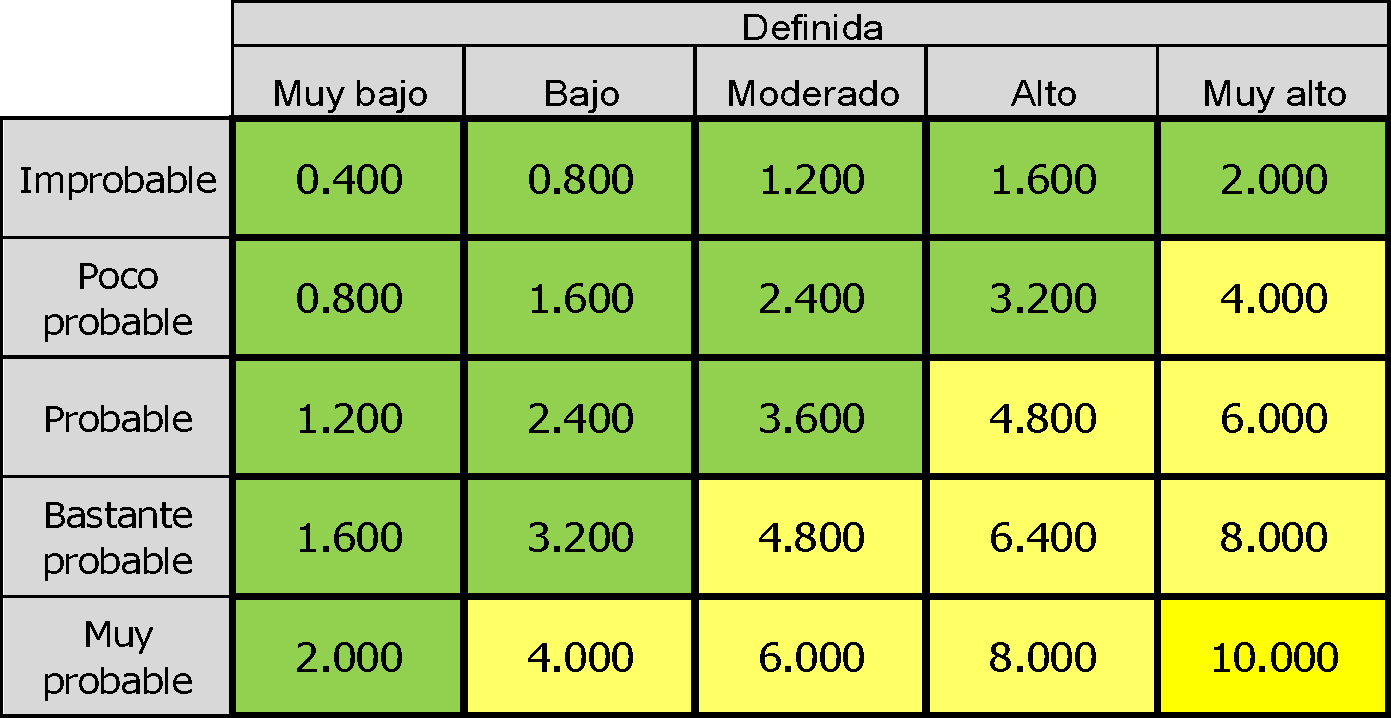 Definida
Muy bajo Bajo Moderado Alto Muy alto
Improbable 0.400 0.800 1.200 1.600 2.000
Poco
probable 0.800 1.600 2.400 3.200 4.000
Probable 1.200 2.400 3.600 4.800 6.000
Bastante
probable 1.600 3.200 4.800 6.400 8.000
Muy
probable 2.000 4.000 6.000 8.000 10.000